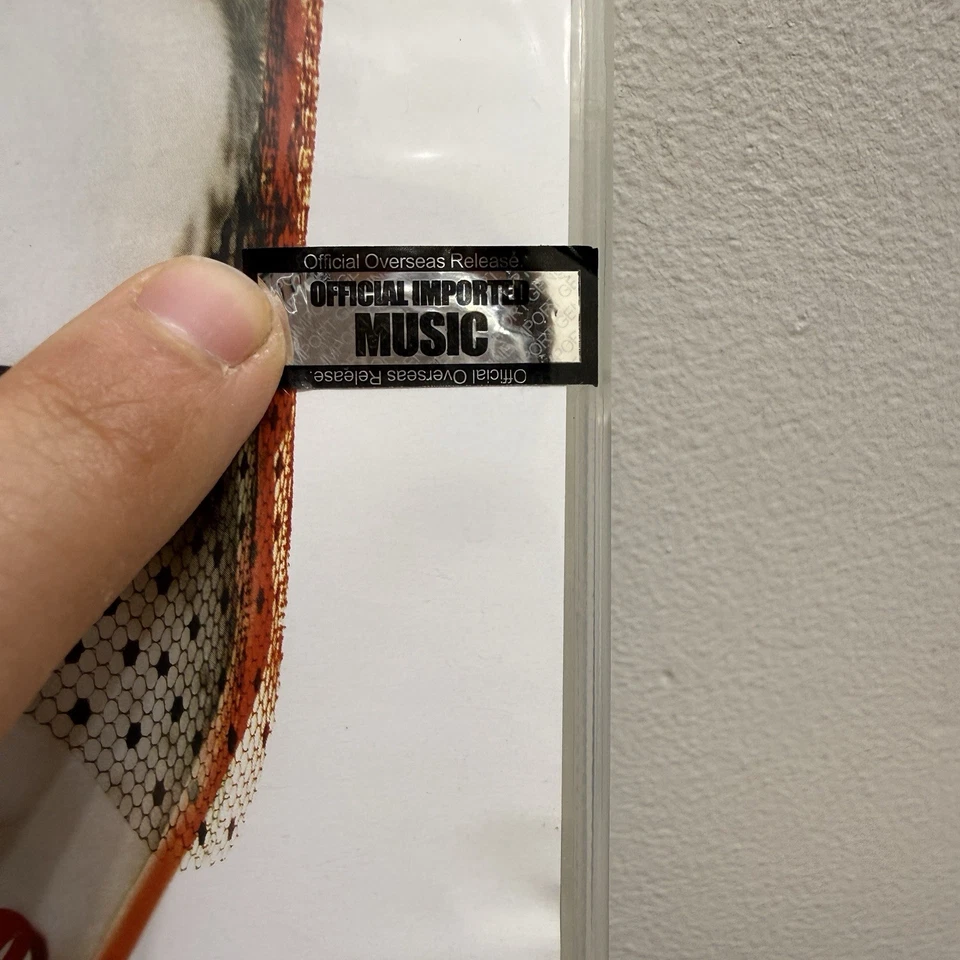 Official Overseas Release.
OFFICIAL IMPORTED
MUSIC
Official Overseas Release.